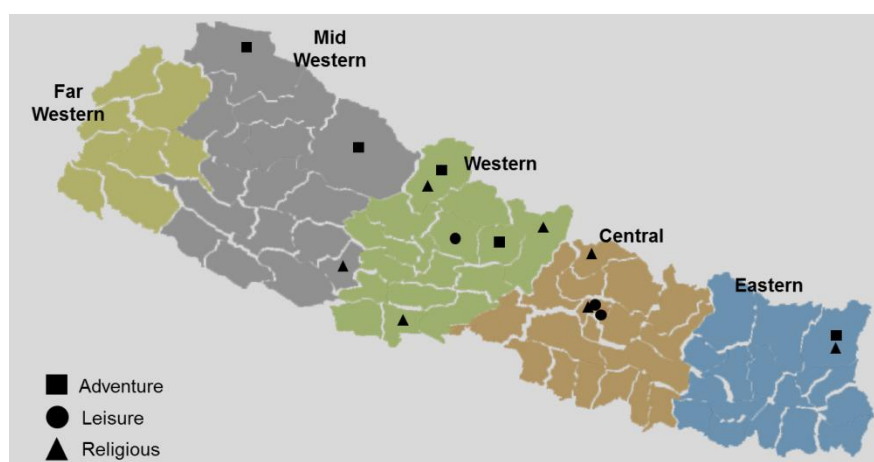 Mid
Western
Far
Western
Western
Central
Eastern
Adventure
Leisure
Religious